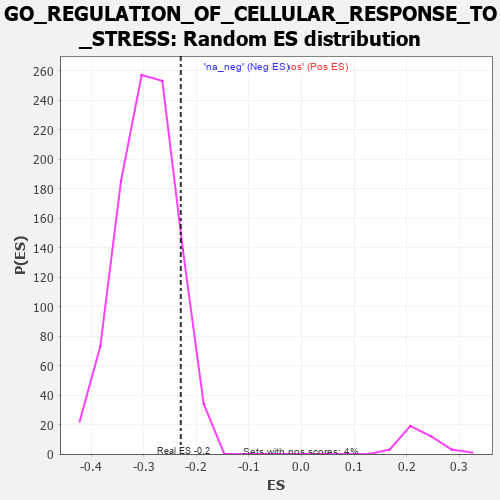 GO_REGULATION_OF_CELLULAR_RESPONSE_TO
_STRESS: Random ES distribution
'na_neg' (Neg ES)
os' (Pos ES)
260
240
220
200
180
160
140
120
100
80
60
40
20
0
P(ES)
Real ES -0.2
Sets with pos scores: 4%
-0.4
-0.3
-0.2
-0.1
0.0
0.1
0.2
0.3
ES